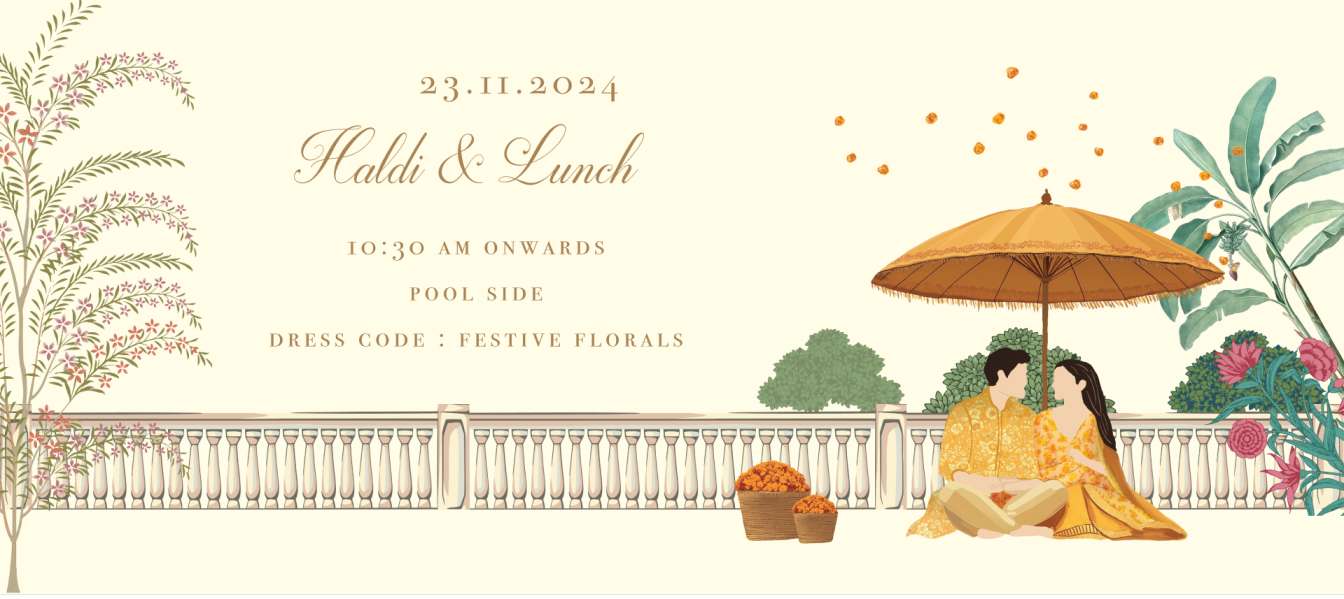 23.11.2024
Haldi & Lunch
10:30 AM ONWARDS
POOL SIDE
DRESS CODE : FESTIVE FLORALS